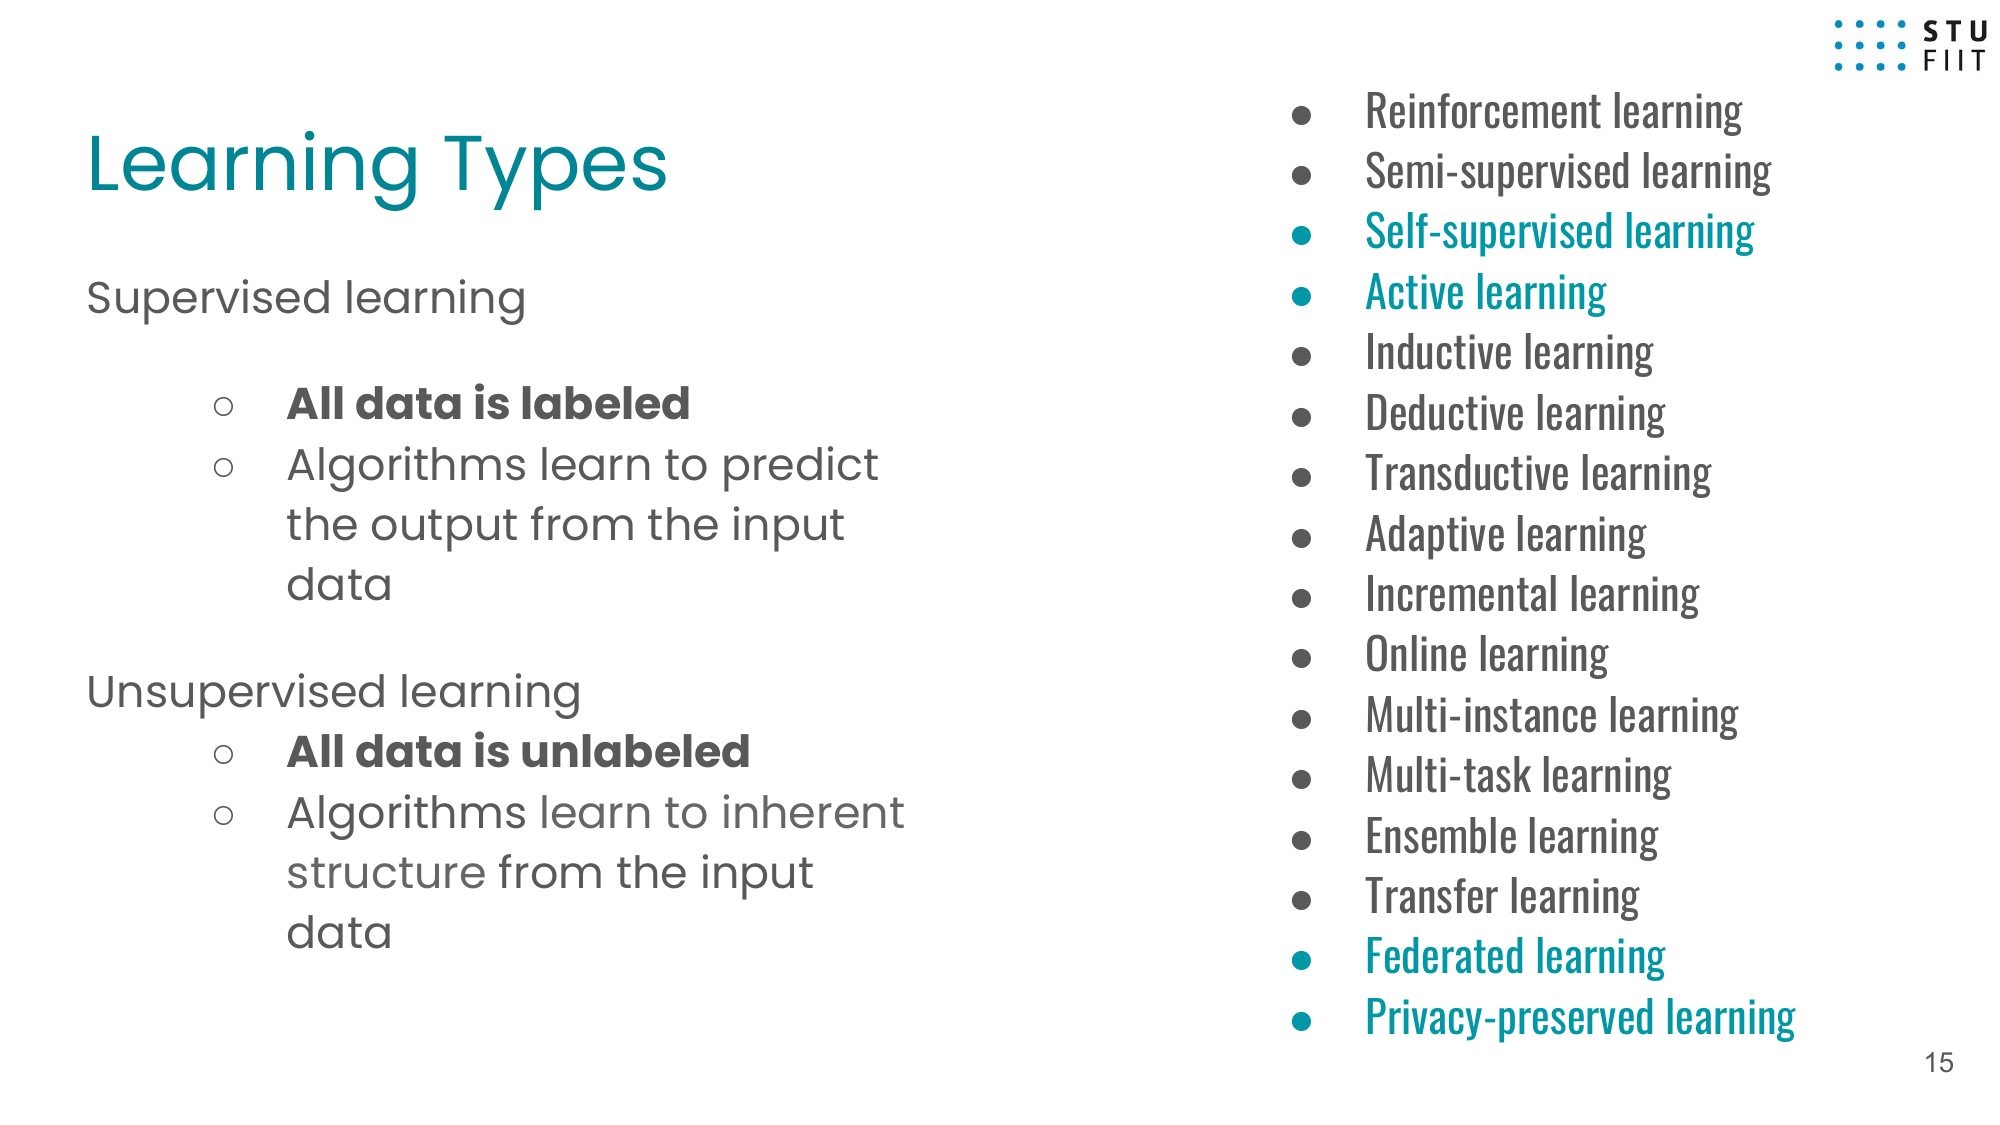 STU
FIIT
Learning Types
Supervised learning
○ All data is labeled
○ Algorithms learn to predict
the output from the input
data
Unsupervised learning
○ All data is unlabeled
○ Algorithms learn to inherent
structure from the input
data
● Reinforcement learning
● Semi-supervised learning
● Self-supervised learning
● Active learning
● Inductive learning
● Deductive learning
● Transductive learning
● Adaptive learning
● Incremental learning
● Online learning
● Multi-instance learning
● Multi-task learning
● Ensemble learning
● Transfer learning
● Federated learning
● Privacy-preserved learning
15